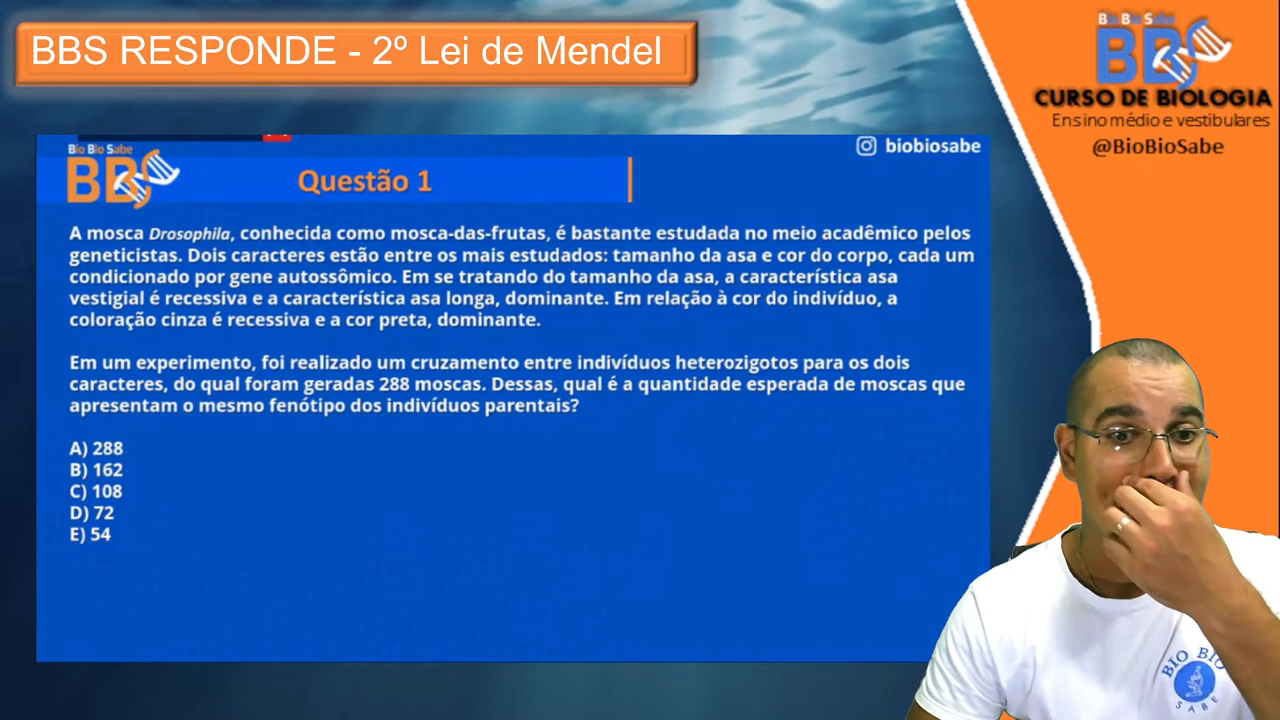 BBS RESPONDE - 2º Lei de Mendel
Bio Bio Sabe
BBS
CURSO DE BIOLOGIA
Ensino médio e vestibulares
@BioBioSabe
Bio Bio Sabe
BBS
biobiosabe
Questão 1
A mosca Drosophila, conhecida como mosca-das-frutas, é bastante estudada no meio acadêmico pelos
geneticistas. Dois caracteres estão entre os mais estudados: tamanho da asa e cor do corpo, cada um
condicionado por gene autossômico. Em se tratando do tamanho da asa, a característica asa
vestigial é recessiva e a característica asa longa, dominante. Em relação à cor do indivíduo, a
coloração cinza é recessiva e a cor preta, dominante.
Em um experimento, foi realizado um cruzamento entre indivíduos heterozigotos para os dois
caracteres, do qual foram geradas 288 moscas. Dessas, qual é a quantidade esperada de moscas que
apresentam o mesmo fenótipo dos indivíduos parentais?
A) 288
B) 162
C) 108
D) 72
E) 54
BIO BIO
SABE